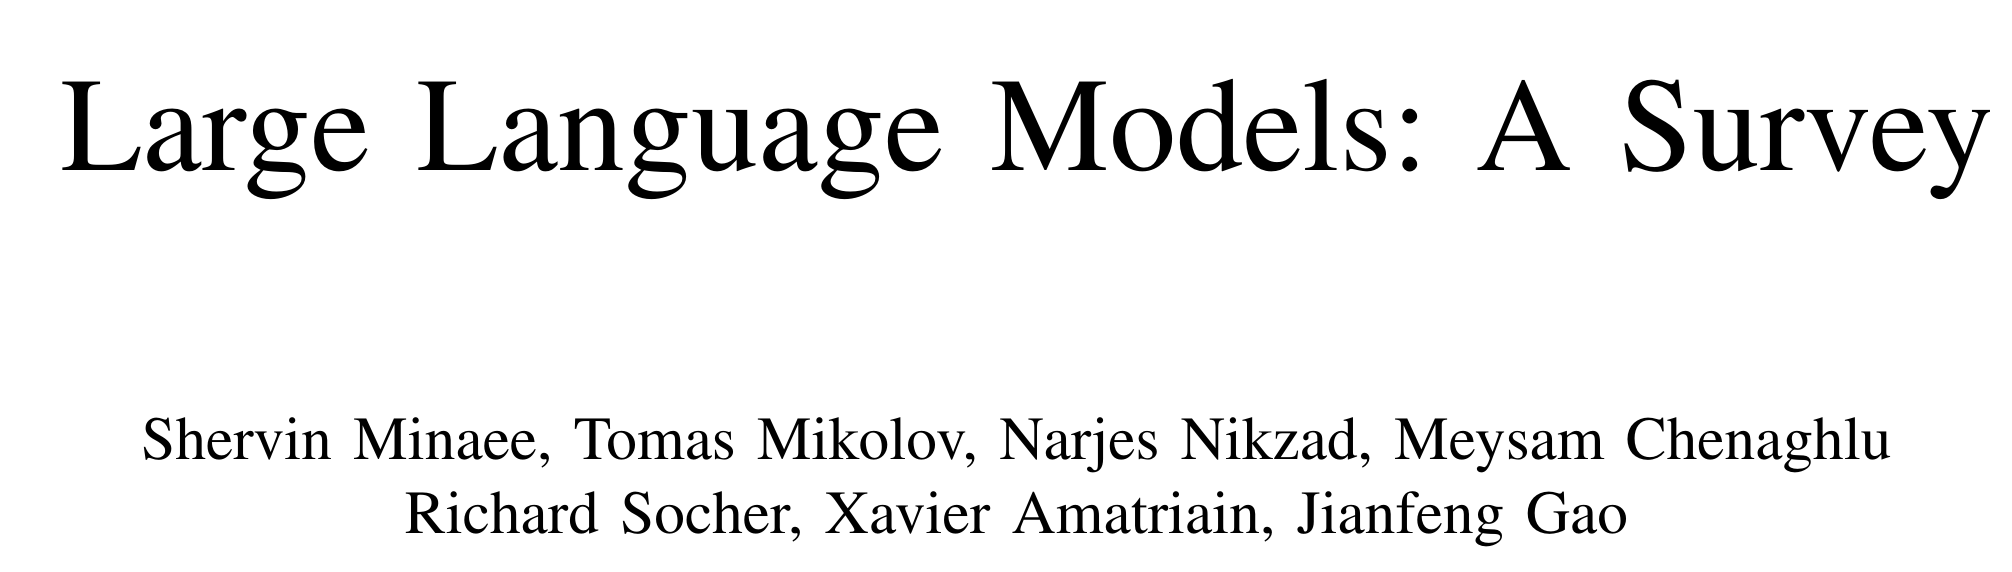 Large Language Models: A Survey
Shervin Minaee, Tomas Mikolov, Narjes Nikzad, Meysam Chenaghlu
Richard Socher, Xavier Amatriain, Jianfeng Gao